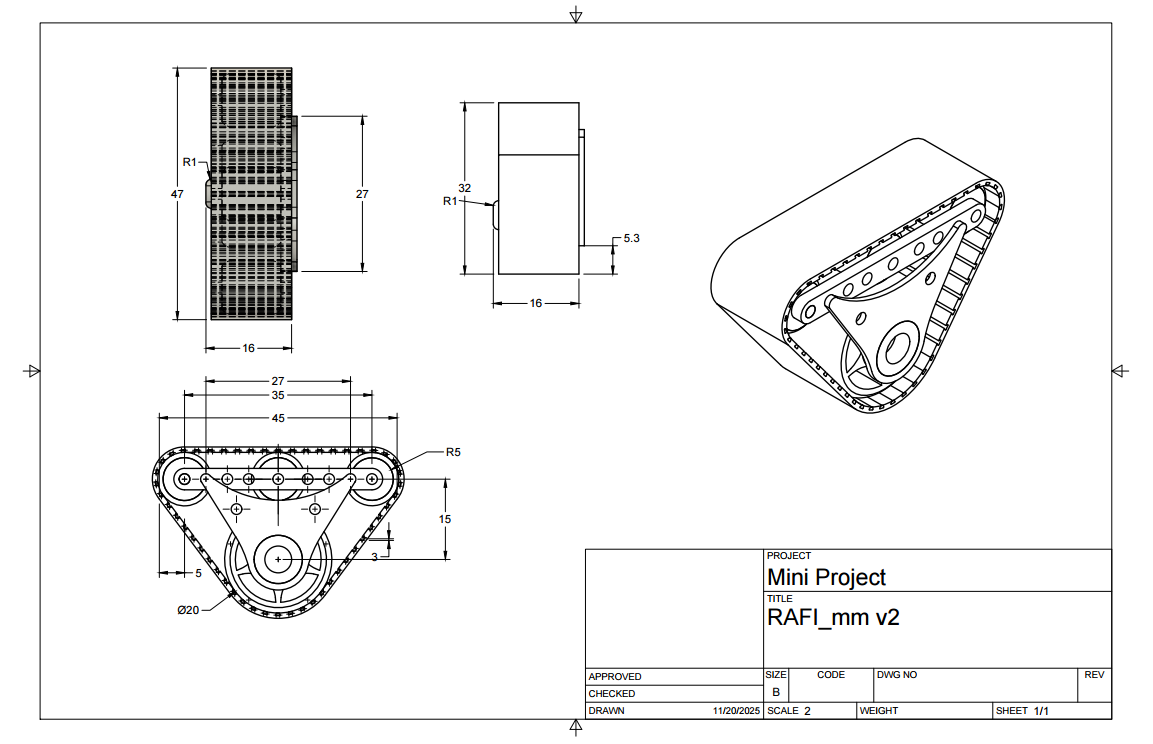 R1
47
27
16
32
R1
5.3
16
27
35
45
R5
15
3
5
Ø20
PROJECT
Mini Project
TITLE
RAFI_mm v2
APPROVED
CHECKED
DRAWN 11/20/2025
SIZE CODE DWG NO REV
B
SCALE 2 WEIGHT SHEET 1/1